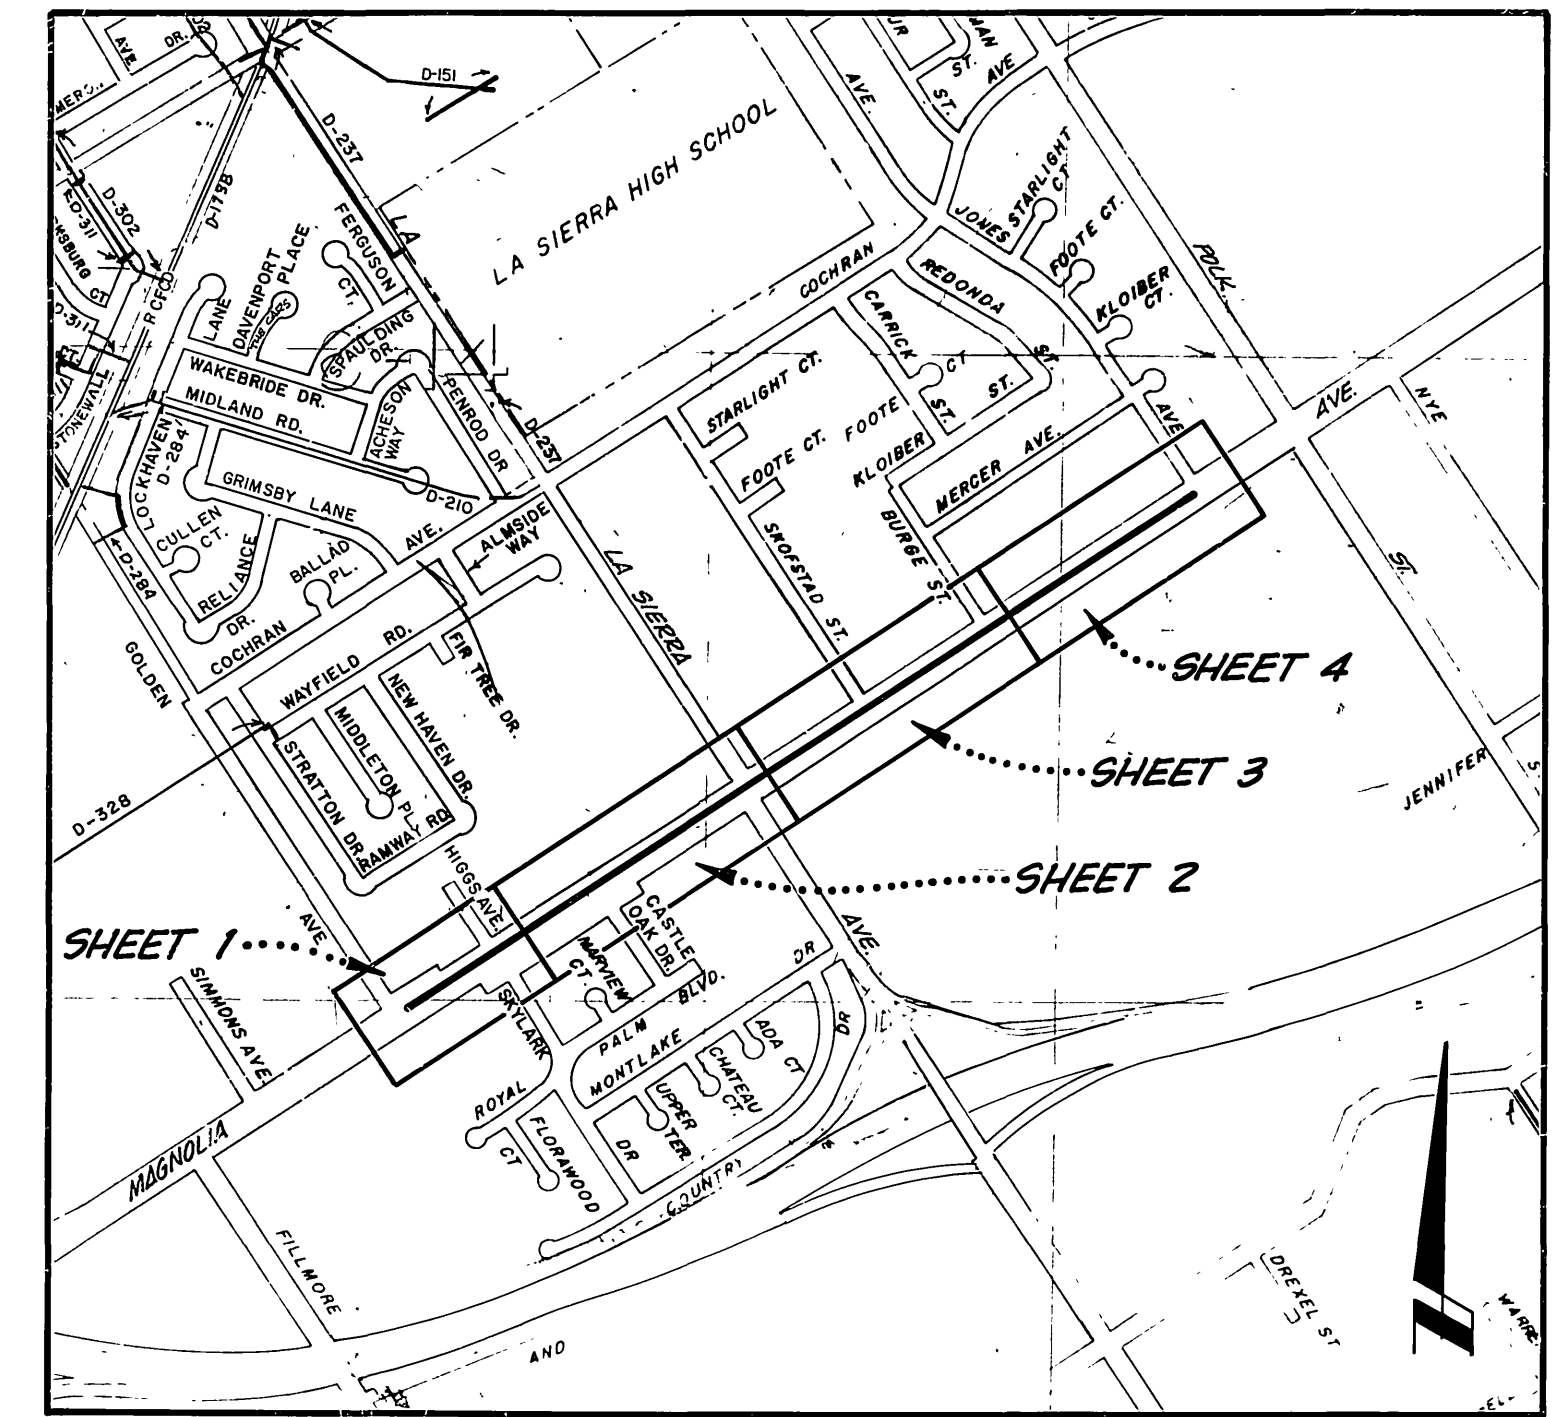 AVE
DR.
D-151
D-237
LA SIERRA HIGH SCHOOL
AVE.
ST.
AVE
ST.
D-302
D-179B
RCFCD
CT
D-311
STONEWALL
LANE
DAVENPORT
PLACE
FERGUSON
CT.
SPAULDING
DR.
LA
WAKEBRIDE DR.
MIDLAND RD.
ACHESON
WAY
PENROD DR
D-237
LOCKHAVEN
D-284
GRIMSBY LANE
D-210
CULLEN
CT.
RELIANCE
DR.
BALLAD
PL.
AVE.
ALMSIDE
WAY
D-284
COCHRAN
GOLDEN
WAYFIELD RD.
FIR TREE DR.
NEW HAVEN DR.
MIDDLETON PL.
STRATTON DR.
RAMWAY RD
D-328
HIGGS AVE.
AVE
COCHRAN
JONES
STARLIGHT
CT
FOOTE CT.
KLOIBER
CT.
POLK
REDONDA
ST.
CARRICK
CT
ST.
ST.
STARLIGHT CT.
FOOTE CT.
FOOTE
KLOIBER
MERCER AVE.
AVE
AVE.
NYE
ST.
BURGE ST.
SKOFSTAD ST.
LA SIERRA
SHEET 4
SHEET 3
SHEET 2
SHEET 1
JENNIFER
CASTLE
OAK DR.
MARVIEW
CT.
SKYLARK
PALM
BLVD.
MONTLAKE
DR
AVE.
SIMMONS AVE.
ADA CT
CHATEAU
CT.
UPPER
TER.
DR
DR
ROYAL
CT
FLORAWOOD
COUNTRY
MAGNOLIA
FILLMORE
AND
DREXEL ST